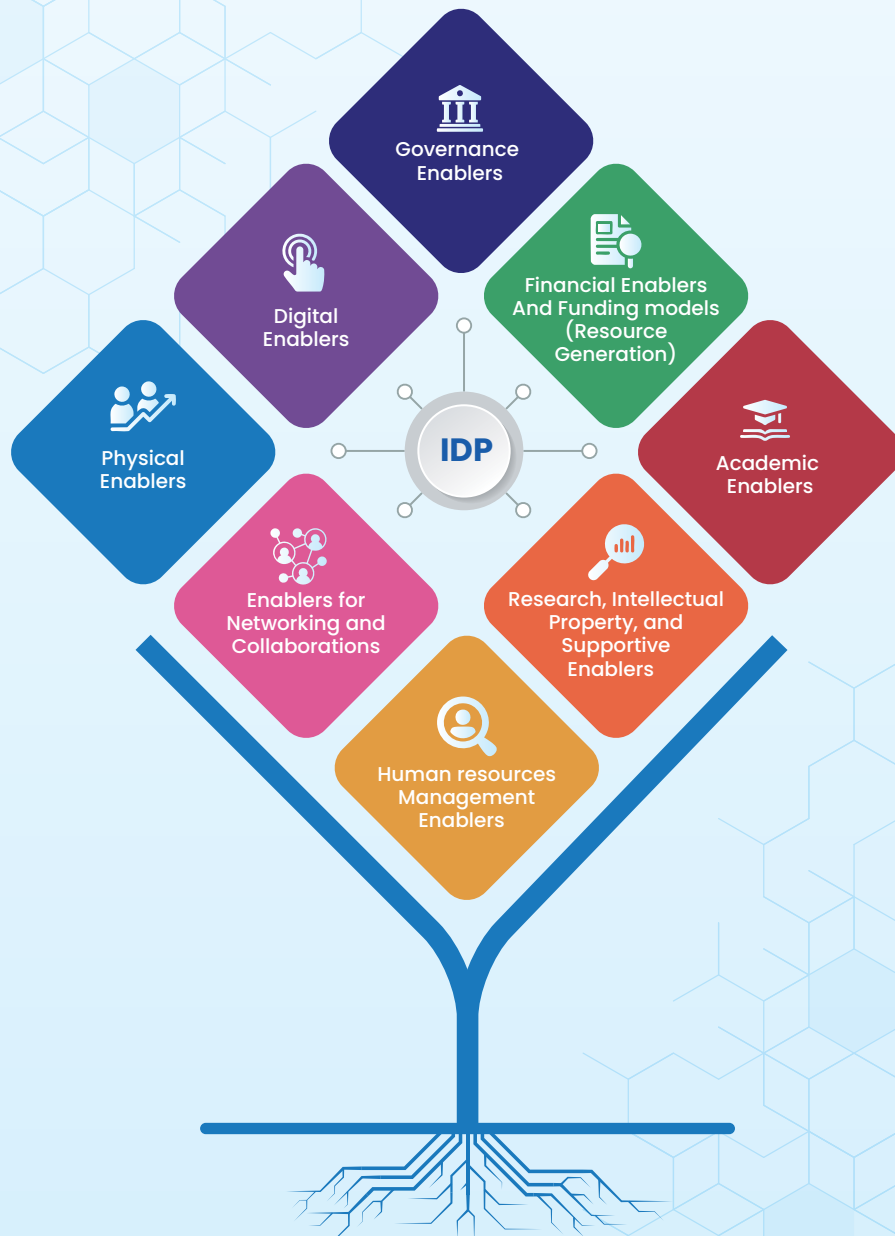 Governance
Enablers
Digital
Enablers
Financial Enablers
And Funding models
(Resource
Generation)
Physical
Enablers
IDP
Academic
Enablers
Enablers for
Networking and
Collaborations
Research, Intellectual
Property, and
Supportive
Enablers
Human resources
Management
Enablers